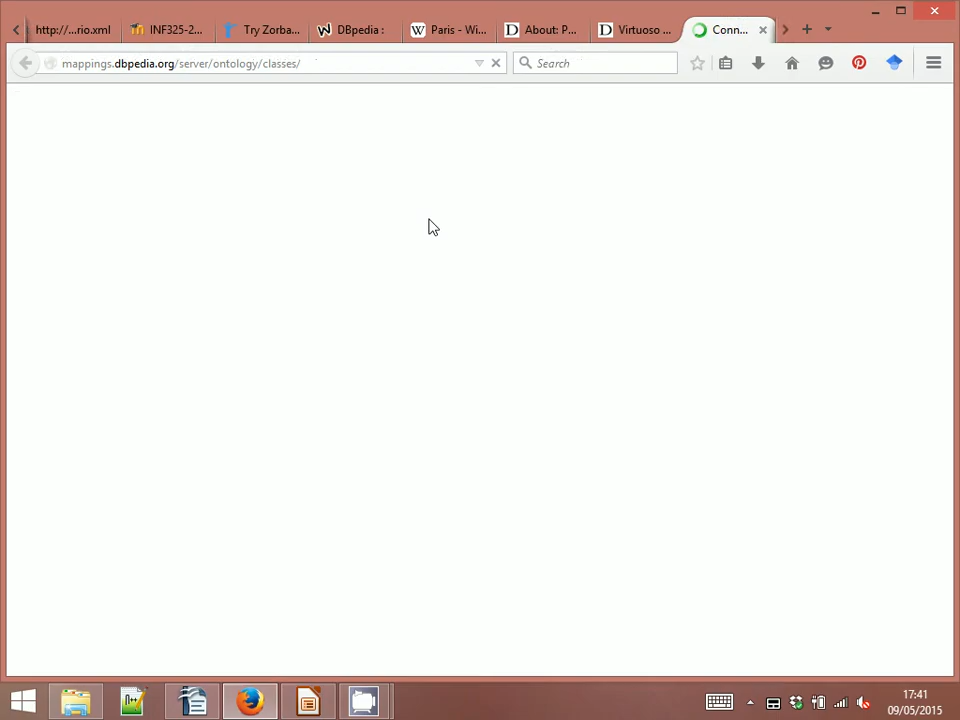 http://...rio.xml INF325-2... Try Zorba... DBpedia : Paris - Wi... About: P... Virtuoso ... Conn...
mappings.dbpedia.org/server/ontology/classes/ Search
17:41
09/05/2015